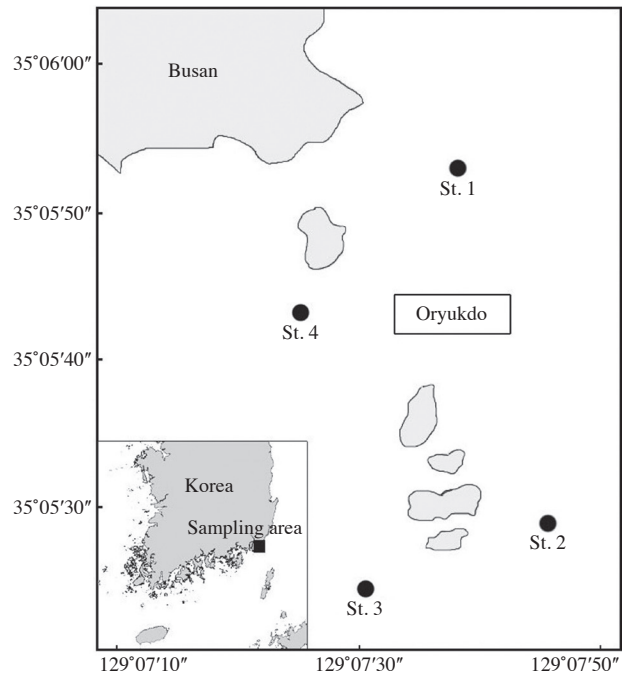 35°06′00″
Busan
St. 1
35°05′50″
Oryukdo
St. 4
35°05′40″
Korea
35°05′30″
Sampling area
St. 2
St. 3
129°07′10″
129°07′30″
129°07′50″